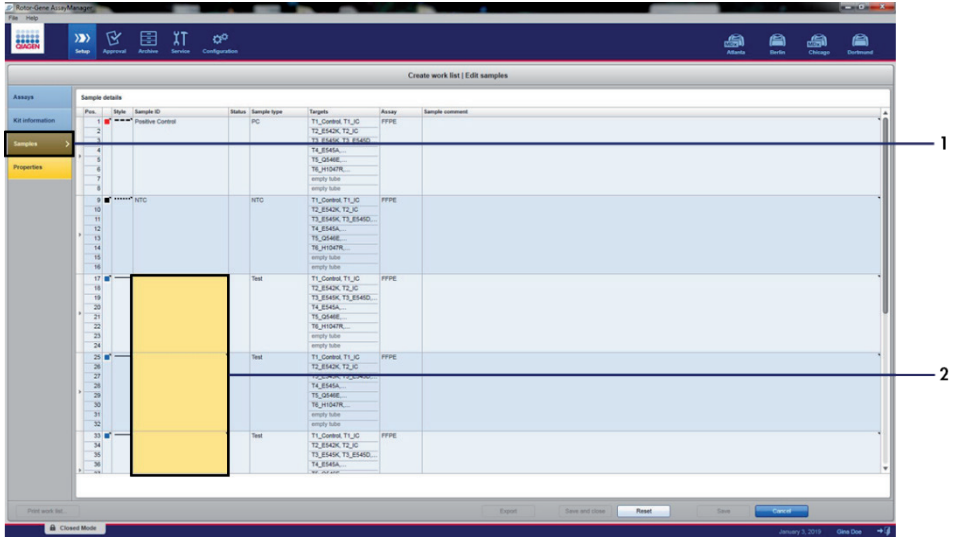 Rotor-Gene AssayManager
File Help
QIAGEN
Setup Approval Archive Service Configuration Atlanta Berlin Chicago Dortmund
Create work list | Edit samples
Assays
Kit information
Samples
Properties
Sample details
Pos. Style Sample ID Status Sample type Targets Assay Sample comment
1 Positive Control PC T1_Control, T1_IC FFPE
2 T2_E542K, T2_IC
3 T3_E545K, T3_E545D,...
4 T4_E545A,...
5 T5_Q546E,...
6 T6_H1047R,...
7 empty tube
8 empty tube
9 NTC NTC T1_Control, T1_IC FFPE
10 T2_E542K, T2_IC
11 T3_E545K, T3_E545D,...
12 T4_E545A,...
13 T5_Q546E,...
14 T6_H1047R,...
15 empty tube
16 empty tube
17 Test T1_Control, T1_IC FFPE
18 T2_E542K, T2_IC
19 T3_E545K, T3_E545D,...
20 T4_E545A,...
21 T5_Q546E,...
22 T6_H1047R,...
23 empty tube
24 empty tube
25 Test T1_Control, T1_IC FFPE
26 T2_E542K, T2_IC
27 T3_E545K, T3_E545D,...
28 T4_E545A,...
29 T5_Q546E,...
30 T6_H1047R,...
31 empty tube
32 empty tube
33 Test T1_Control, T1_IC FFPE
34 T2_E542K, T2_IC
35 T3_E545K, T3_E545D,...
36 T4_E545A,...
Print work list... Export Save and close Reset Save Cancel
Closed Mode January 3, 2019 Gina Doe
1
2